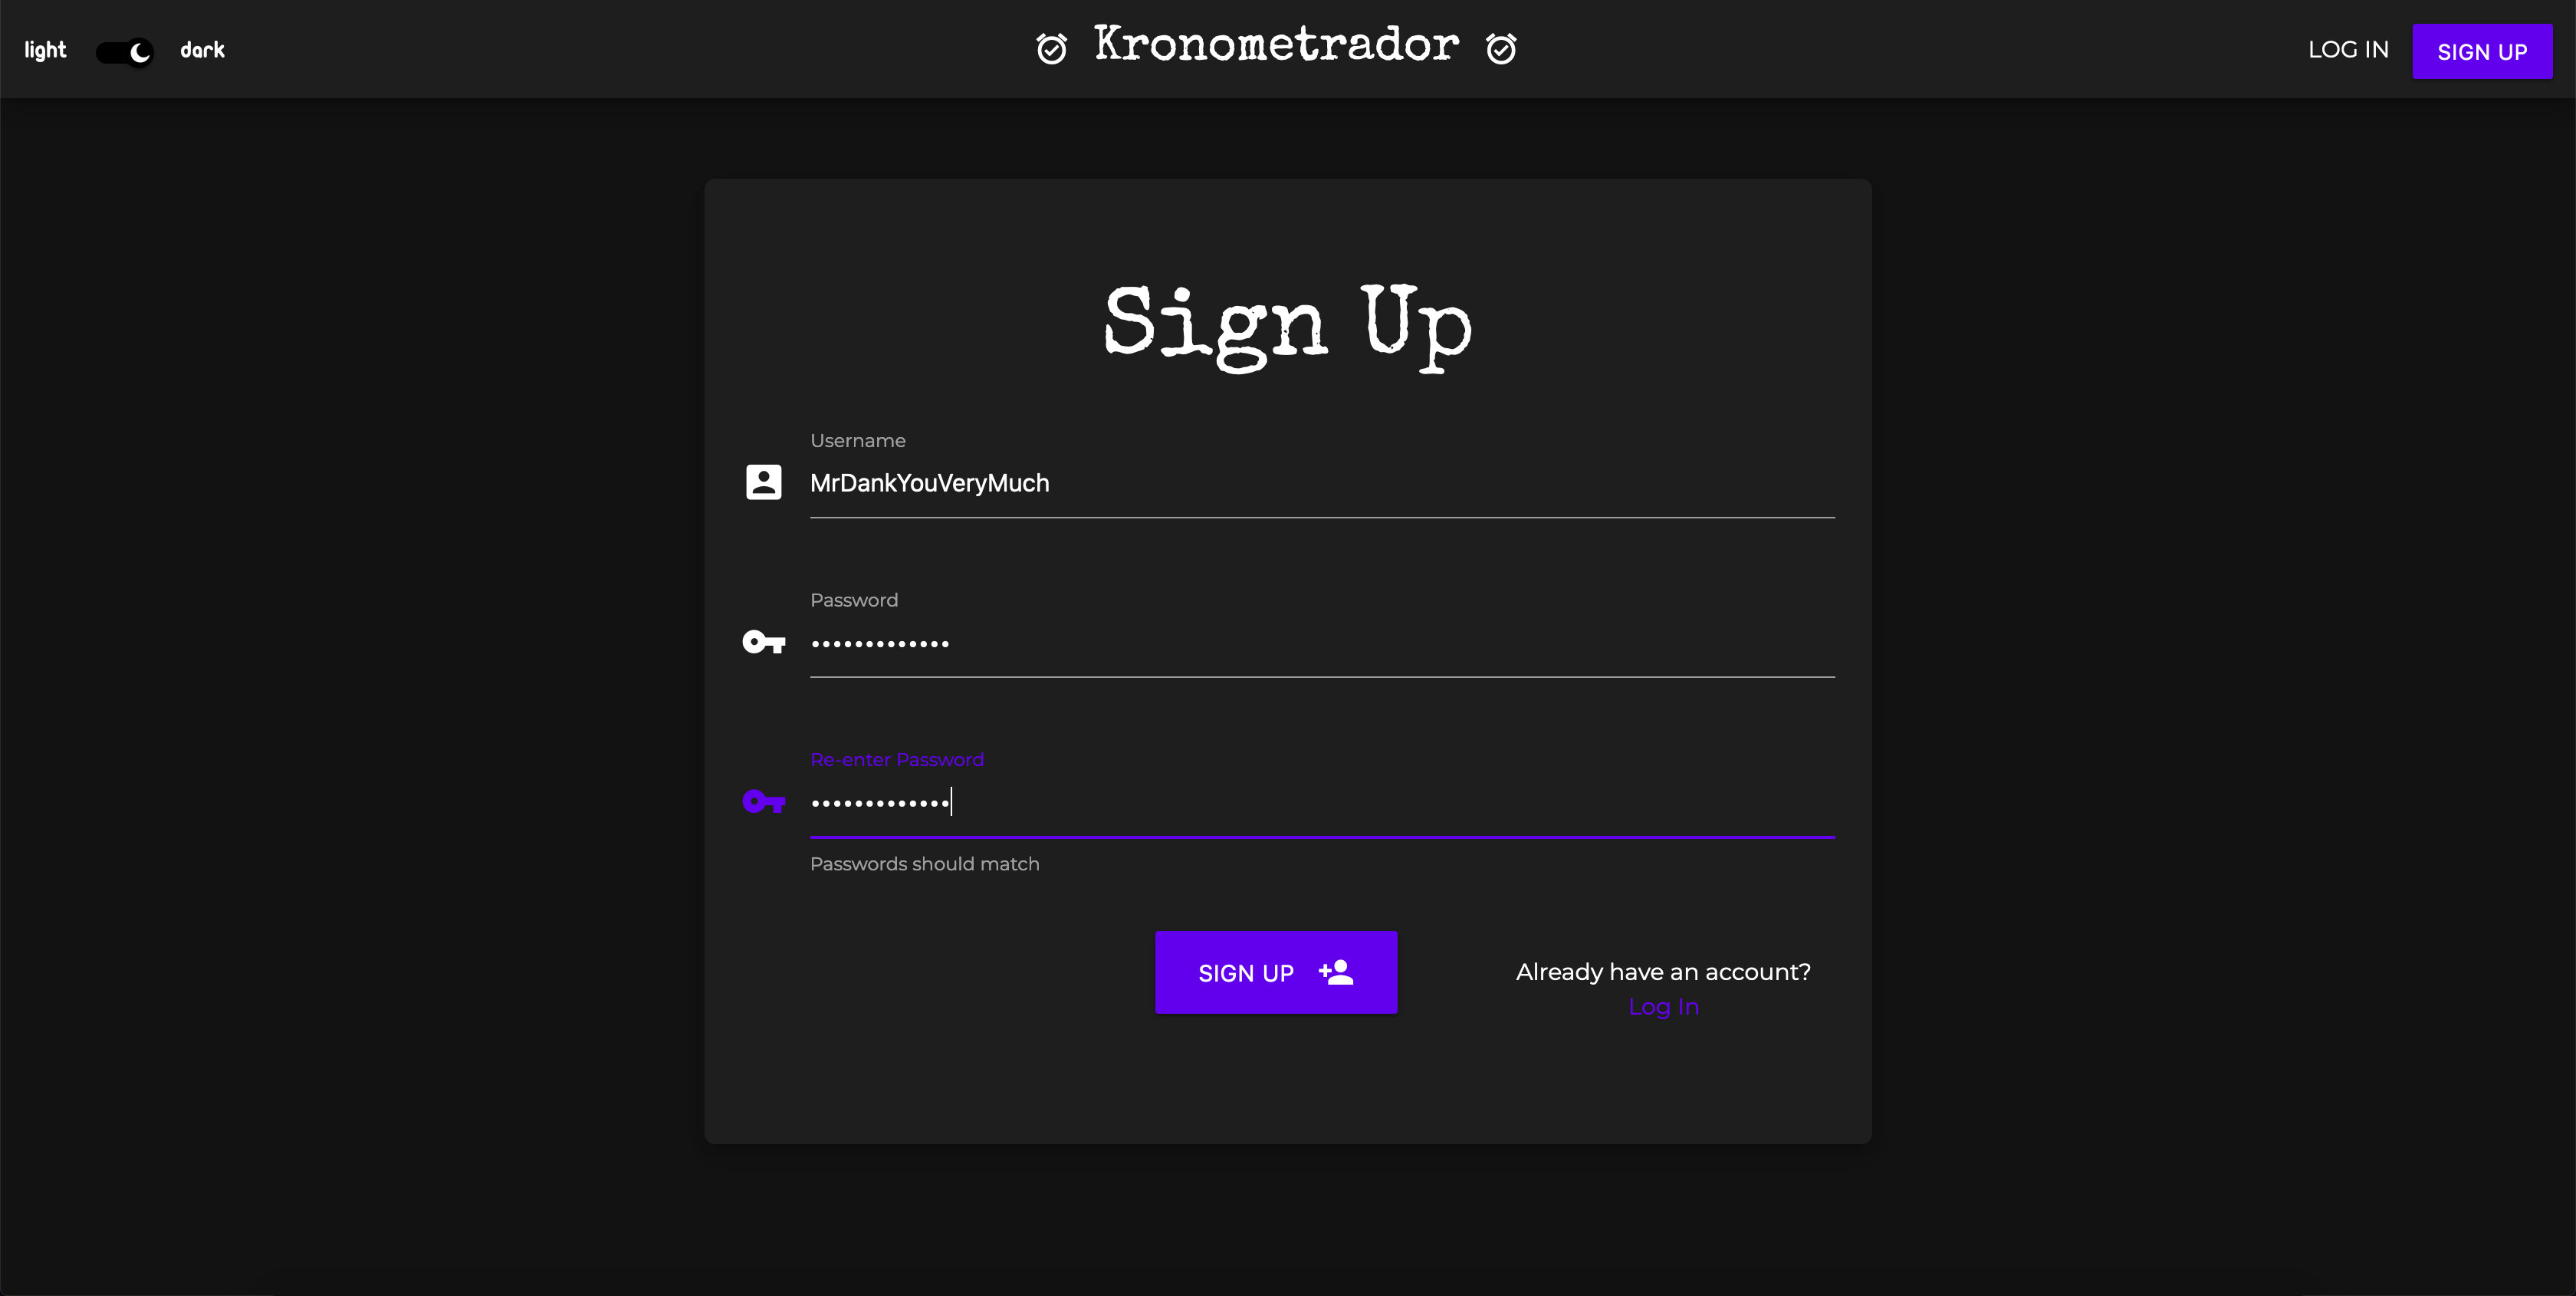 light dark
Kronometrador
LOG IN SIGN UP
Sign Up
Username
MrDankYouVeryMuch
Password
•••••••••••••
Re-enter Password
•••••••••••••
Passwords should match
SIGN UP
Already have an account?
Log In